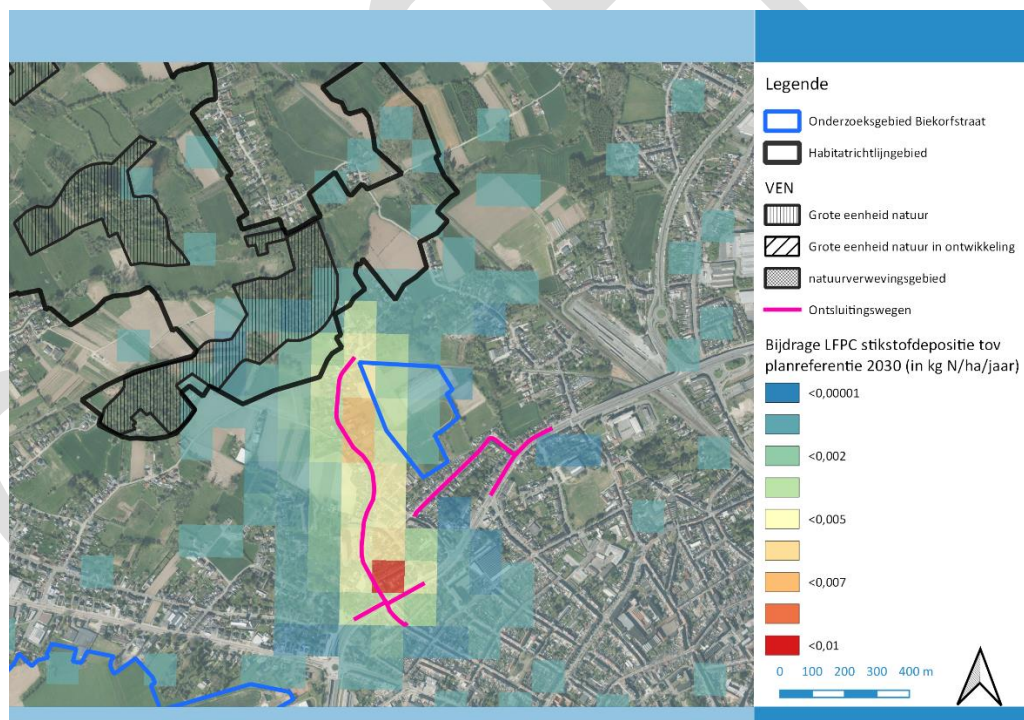 Legende
Onderzoeksgebied Biekorfstraat
Habitatrichtlijngebied
VEN
Grote eenheid natuur
Grote eenheid natuur in ontwikkeling
natuurverwevingsgebied
Ontsluitingswegen
Bijdrage LFPC stikstofdepositie tov
planreferentie 2030 (in kg N/ha/jaar)
<0,00001
<0,002
<0,005
<0,007
<0,01
0 100 200 300 400 m